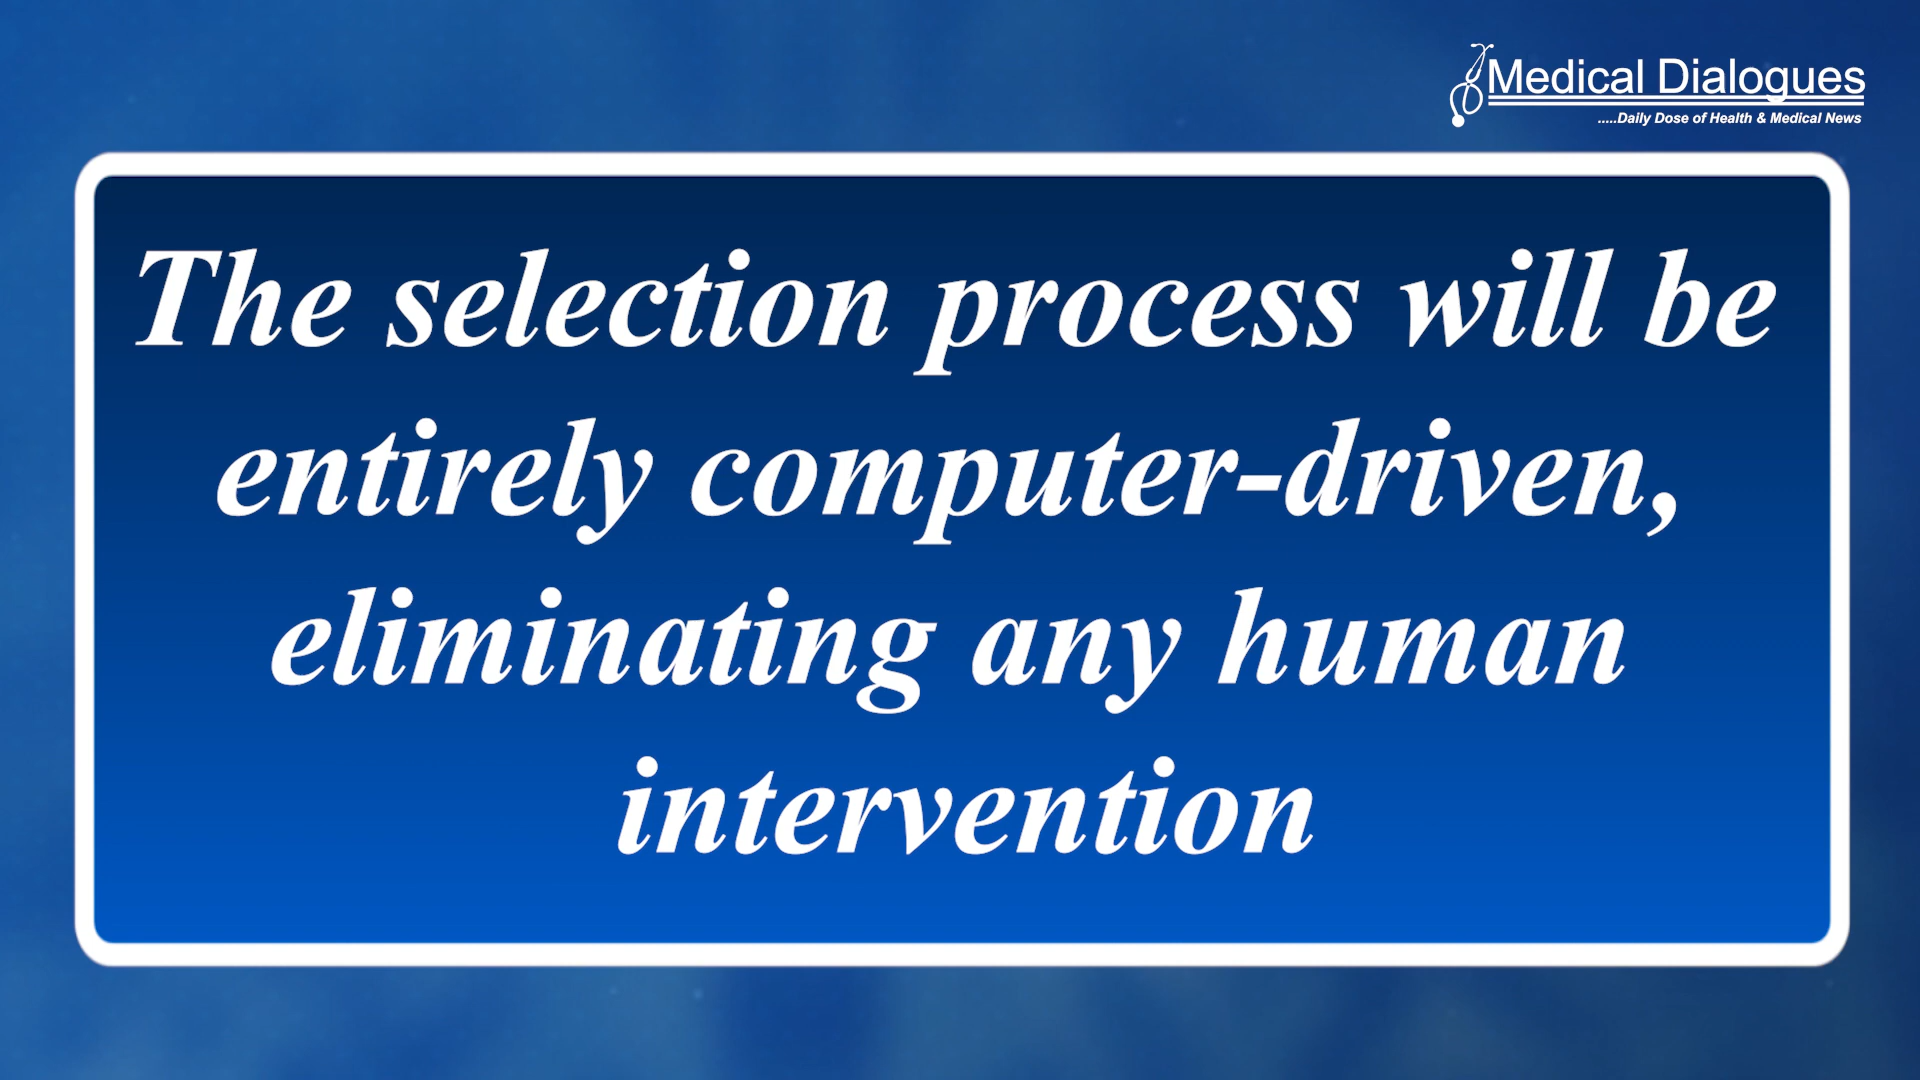 Medical Dialogues
.....Daily Dose of Health & Medical News
The selection process will be
entirely computer-driven,
eliminating any human
intervention